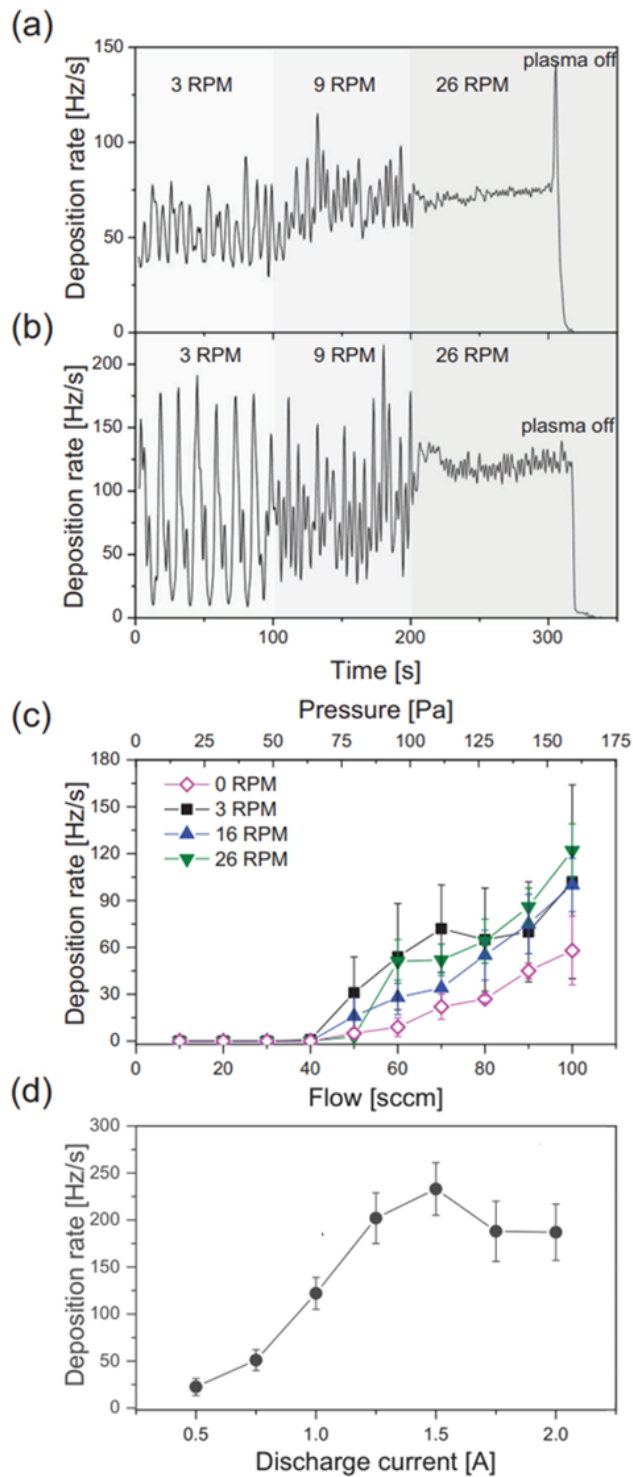 (a)
150
100
50
0
Deposition rate [Hz/s]
3 RPM
9 RPM
26 RPM
plasma off
(b)
200
150
100
50
0
Deposition rate [Hz/s]
3 RPM
9 RPM
26 RPM
plasma off
0 100 200 300
Time [s]
(c)
Pressure [Pa]
0 25 50 75 100 125 150 175
180
150
120
90
60
30
0
Deposition rate [Hz/s]
0 RPM
3 RPM
16 RPM
26 RPM
20 40 60 80 100
Flow [sccm]
(d)
300
250
200
150
100
50
0
Deposition rate [Hz/s]
0.5 1.0 1.5 2.0
Discharge current [A]